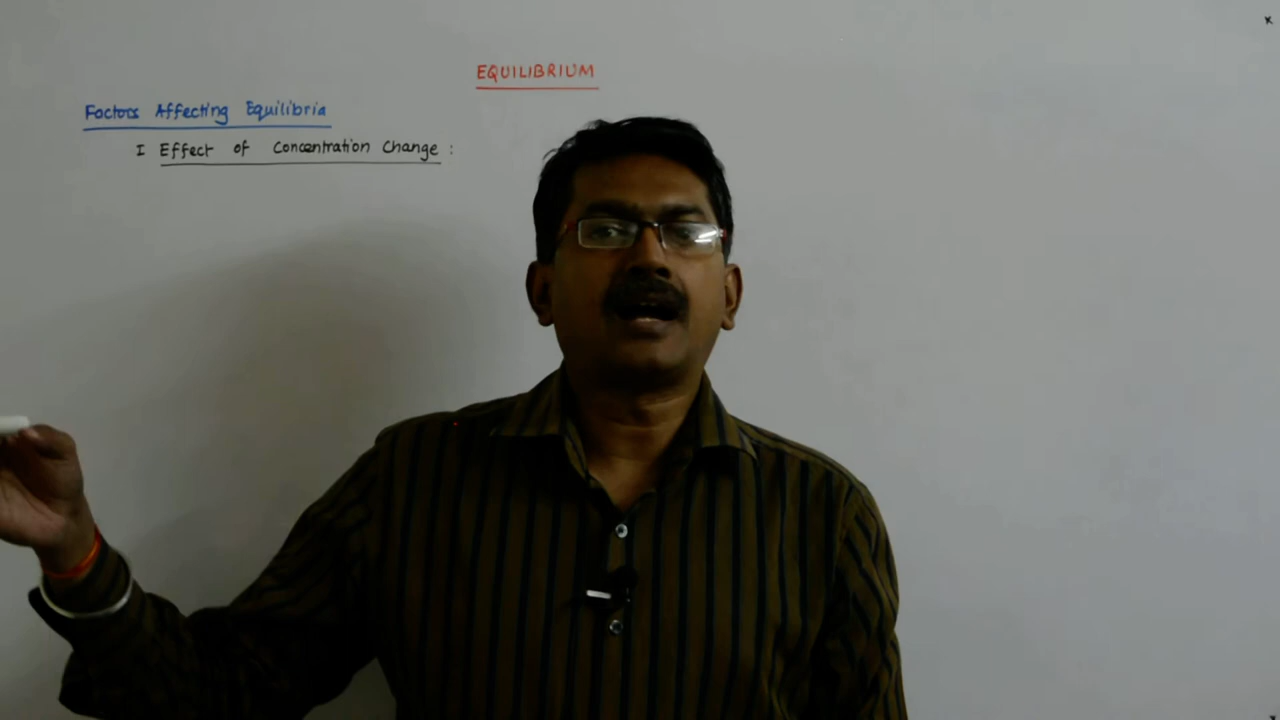 EQUILIBRIUM
Factors Affecting Equilibria
I Effect of Concentration Change :